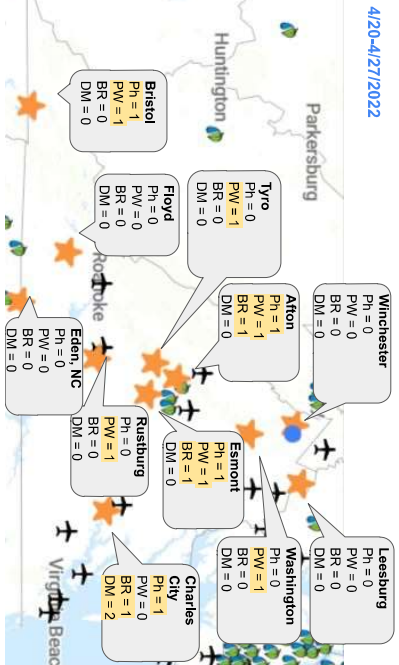 4/20-4/27/2022
Parkersburg
Huntington
Roanoke
Winchester
Ph = 0
PW = 0
BR = 0
DM = 0
Leesburg
Ph = 0
PW = 0
BR = 0
DM = 0
Tyro
Ph = 0
PW = 1
BR = 0
DM = 0
Afton
Ph = 1
PW = 1
BR = 1
DM = 0
Washington
Ph = 0
PW = 1
BR = 0
DM = 0
Bristol
Ph = 1
PW = 1
BR = 0
DM = 0
Floyd
Ph = 0
PW = 0
BR = 0
DM = 0
Esmont
Ph = 1
PW = 1
BR = 1
DM = 0
Eden, NC
Ph = 0
PW = 0
BR = 0
DM = 0
Rustburg
Ph = 0
PW = 1
BR = 0
DM = 0
Charles
City
Ph = 1
PW = 0
BR = 1
DM = 2
Virginia Beac